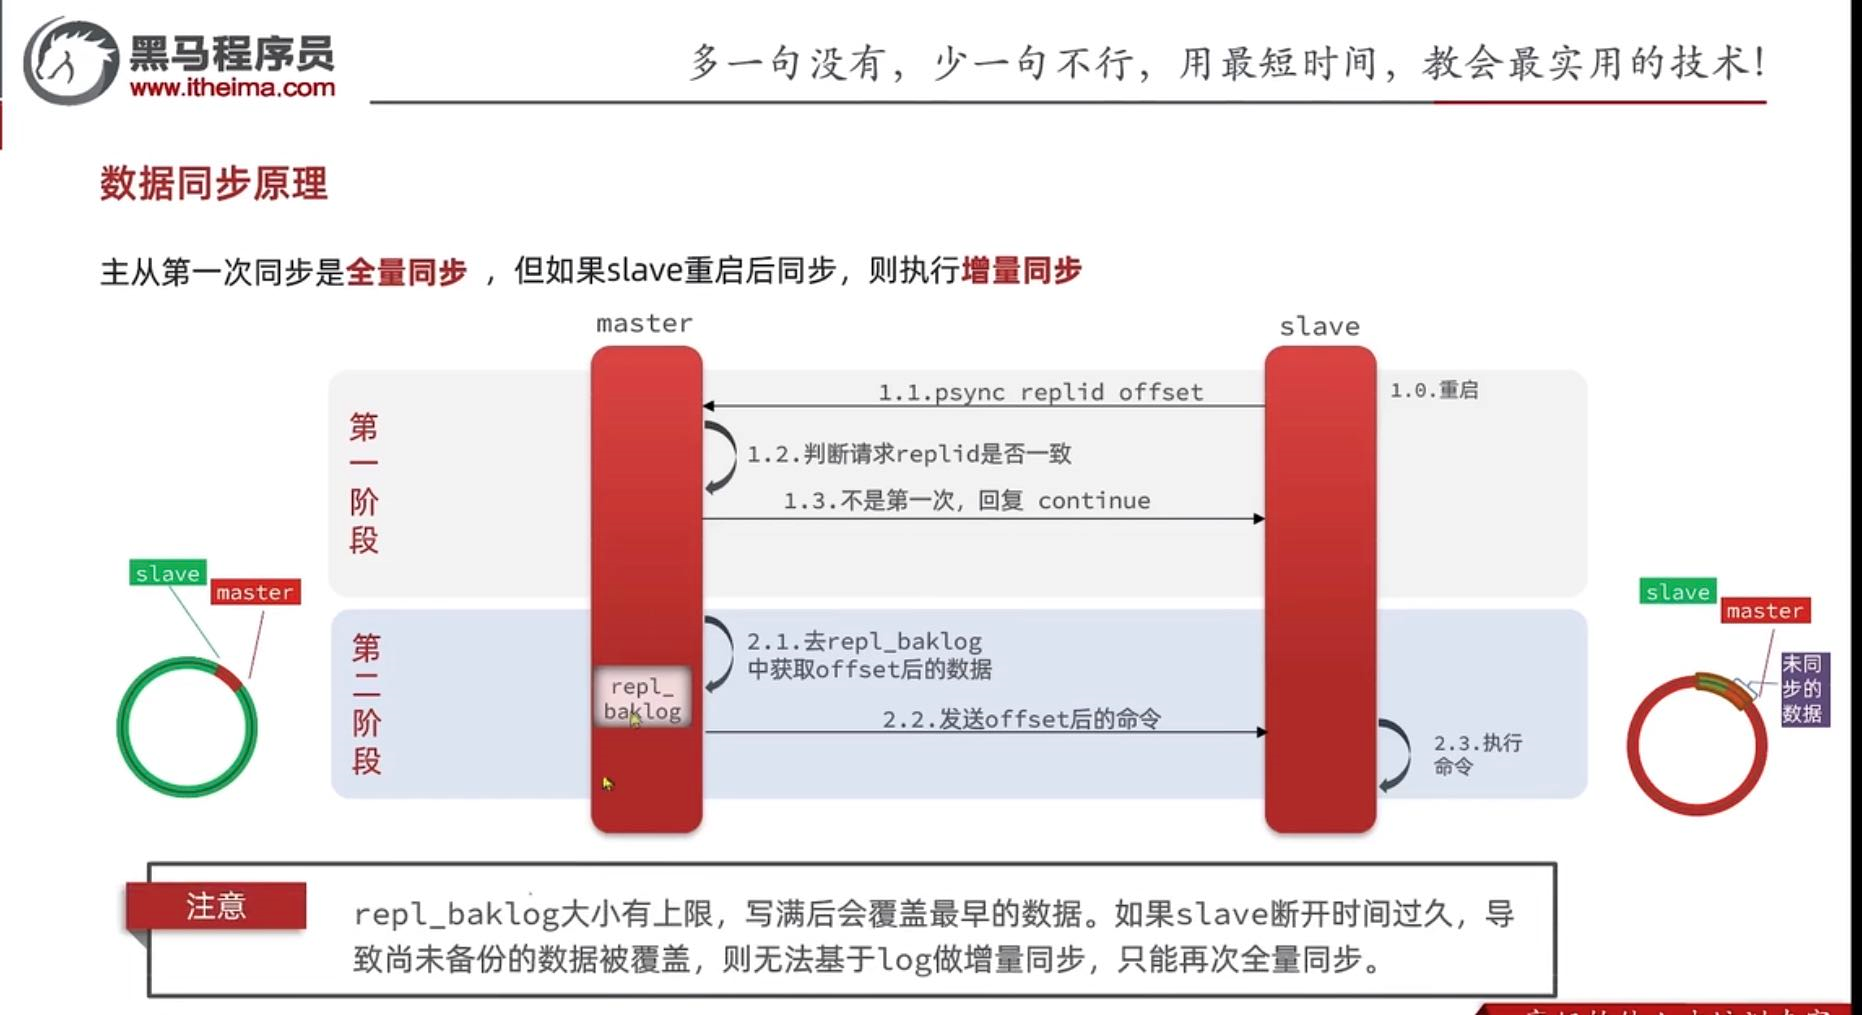 黑马程序员
www.itheima.com
多一句没有，少一句不行，用最短时间，教会最实用的技术！
数据同步原理
主从第一次同步是全量同步 ，但如果slave重启后同步，则执行增量同步
master
slave
第一阶段
1.0.重启
1.1.psync replid offset
1.2.判断请求replid是否一致
1.3.不是第一次，回复 continue
slave
master
第二阶段
2.1.去repl_baklog
中获取offset后的数据
repl_
baklog
2.2.发送offset后的命令
2.3.执行
命令
slave
master
未同
步的
数据
注意
repl_baklog大小有上限，写满后会覆盖最早的数据。如果slave断开时间过久，导
致尚未备份的数据被覆盖，则无法基于log做增量同步，只能再次全量同步。